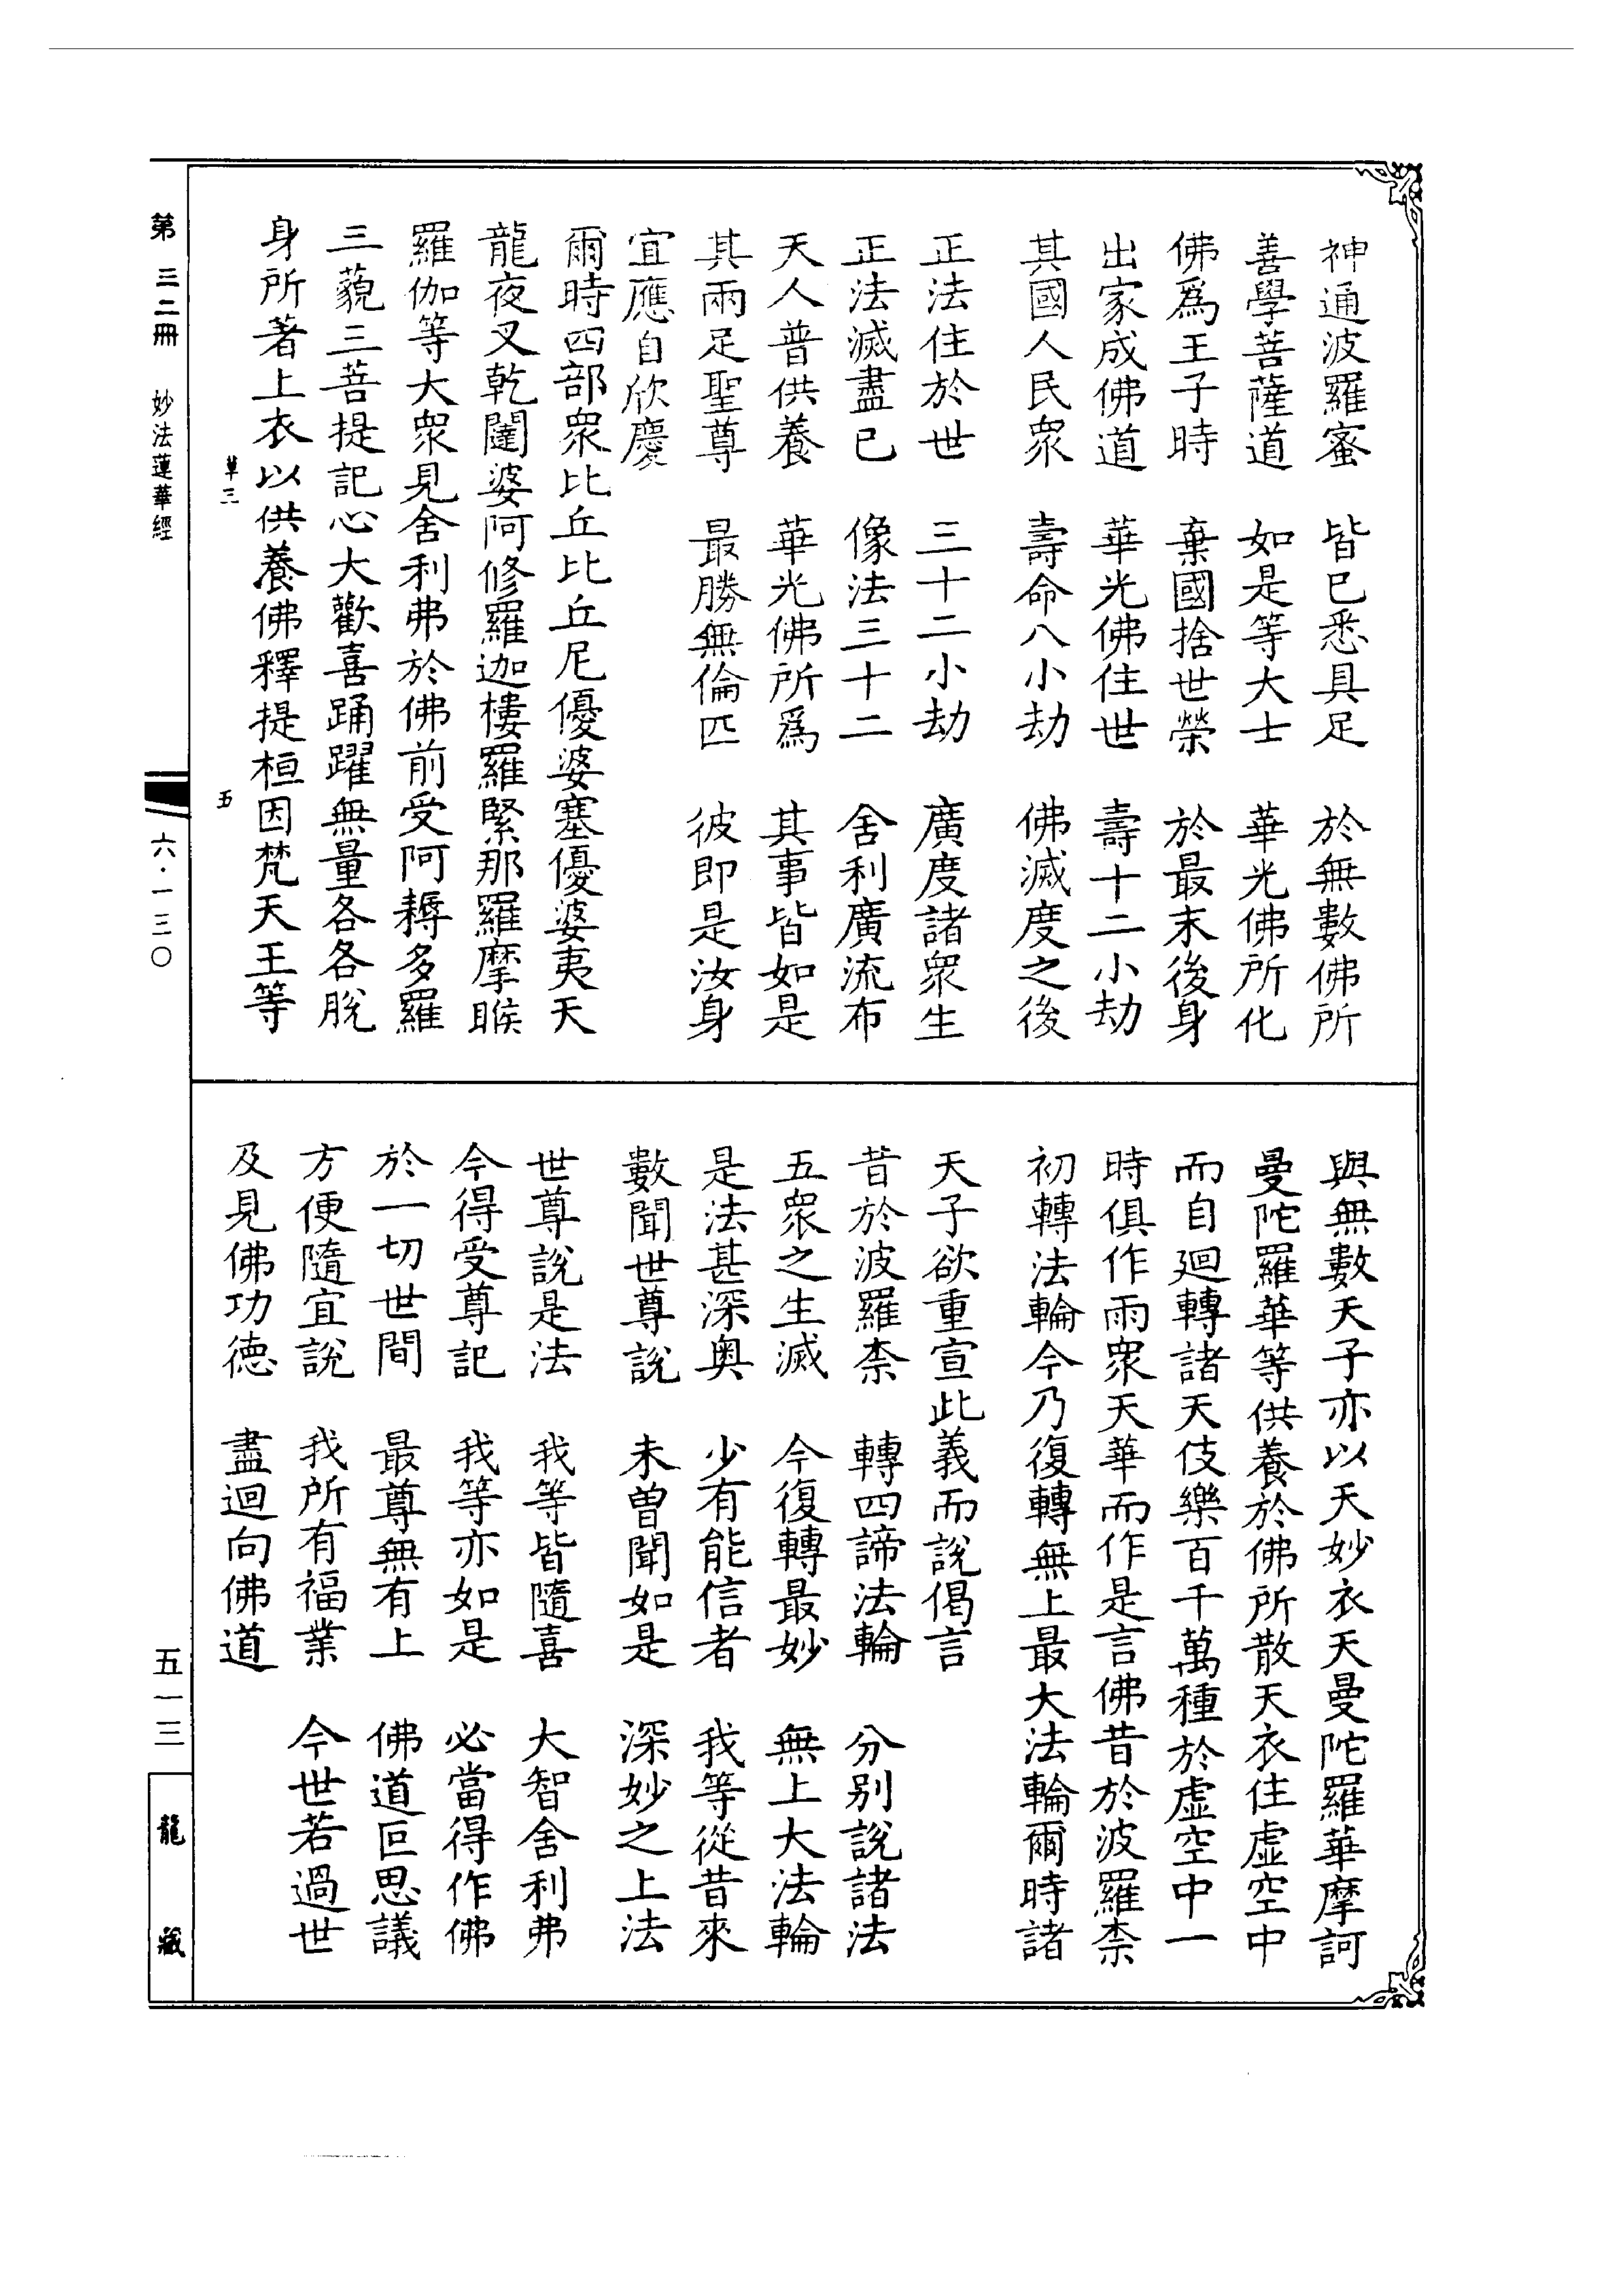 神通波羅蜜　皆已悉具足　於無數佛所
善學菩薩道　如是等大士　華光佛所化
佛爲王子時　棄國捨世榮　於最末後身
出家成佛道　華光佛住世　壽十二小劫
其國人民衆　壽命八小劫　佛滅度之後
正法住於世　三十二小劫　廣度諸衆生
正法滅盡已　像法三十二　舍利廣流布
天人普供養　華光佛所爲　其事皆如是
其兩足聖尊　最勝無倫匹　彼即是汝身
宜應自欣慶
爾時四部衆比丘比丘尼優婆塞優婆夷天
龍夜叉乾闥婆阿修羅迦樓羅緊那羅摩睺
羅伽等大衆見舍利弗於佛前受阿耨多羅
三藐三菩提記心大歡喜踊躍無量各各脫
身所著上衣以供養佛釋提桓因梵天王等
草三　五
與無數天子亦以天妙衣天曼陀羅華摩訶
曼陀羅華等供養於佛所散天衣住虛空中
而自迴轉諸天伎樂百千萬種於虛空中一
時俱作雨衆天華而作是言佛昔於波羅柰
初轉法輪今乃復轉無上最大法輪爾時諸
天子欲重宣此義而說偈言
昔於波羅柰　轉四諦法輪　分別說諸法
五衆之生滅　今復轉最妙　無上大法輪
是法甚深奧　少有能信者　我等從昔來
數聞世尊說　未曾聞如是　深妙之上法
世尊說是法　我等皆隨喜　大智舍利弗
今得受尊記　我等亦如是　必當得作佛
於一切世間　最尊無有上　佛道叵思議
方便隨宜說　我所有福業　今世若過世
及見佛功德　盡迴向佛道
第三二冊　妙法蓮華經　六·一三〇　五一三　龍藏